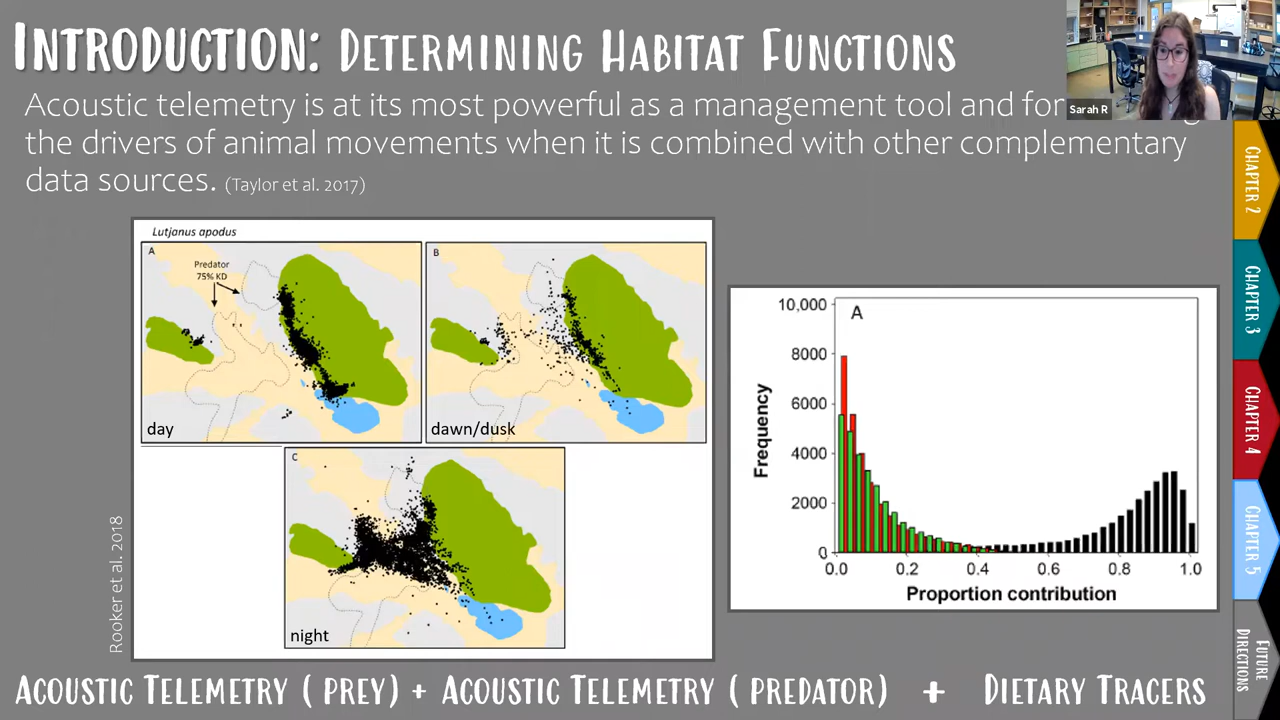 INTRODUCTION: DETERMINING HABITAT FUNCTIONS
Sarah R
Acoustic telemetry is at its most powerful as a management tool and for
the drivers of animal movements when it is combined with other complementary
data sources. (Taylor et al. 2017)
Lutjanus apodus
A
Predator
75% KD
day
B
dawn/dusk
C
night
Rooker et al. 2018
A
10,000
8000
6000
4000
2000
0
Frequency
0.0 0.2 0.4 0.6 0.8 1.0
Proportion contribution
CHAPTER 2
CHAPTER 3
CHAPTER 4
CHAPTER 5
FUTURE
DIRECTIONS
ACOUSTIC TELEMETRY ( PREY) + ACOUSTIC TELEMETRY ( PREDATOR) + DIETARY TRACERS